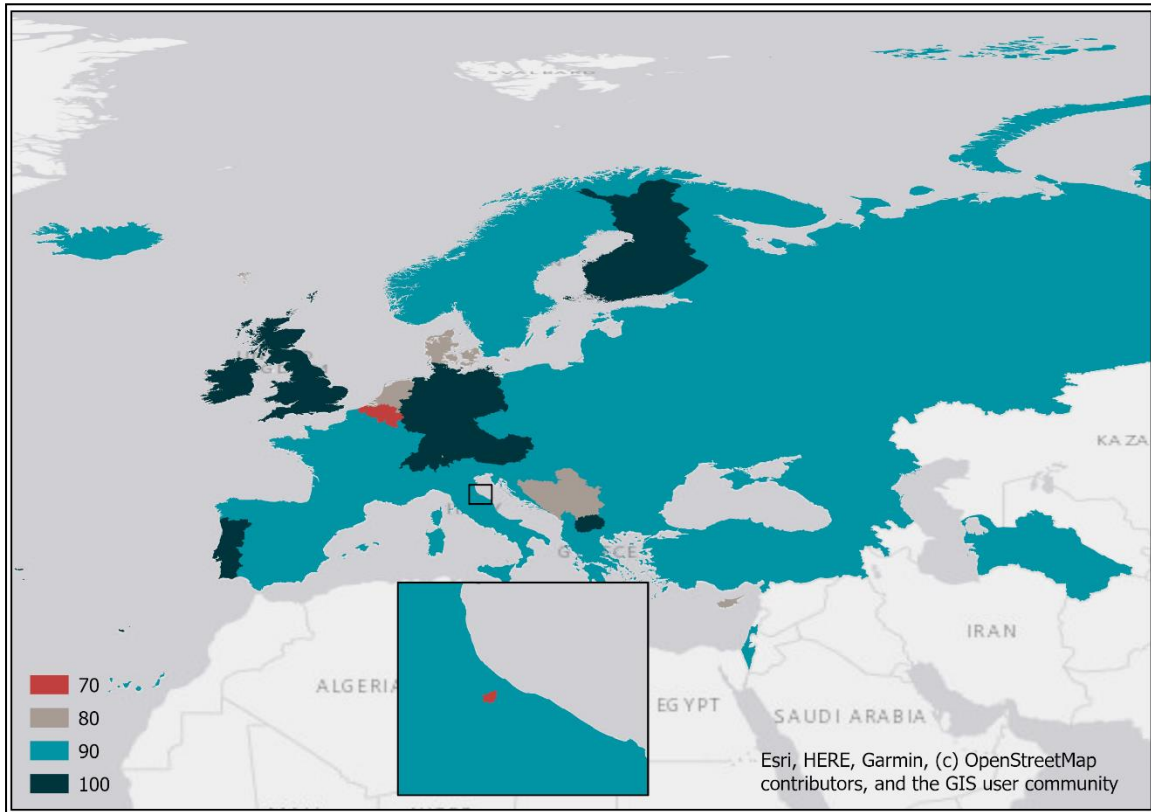 SVALBARD
KAZA
IRAN
ALGERIA
EGYPT
SAUDI ARABIA
70
80
90
100
Esri, HERE, Garmin, (c) OpenStreetMap
contributors, and the GIS user community